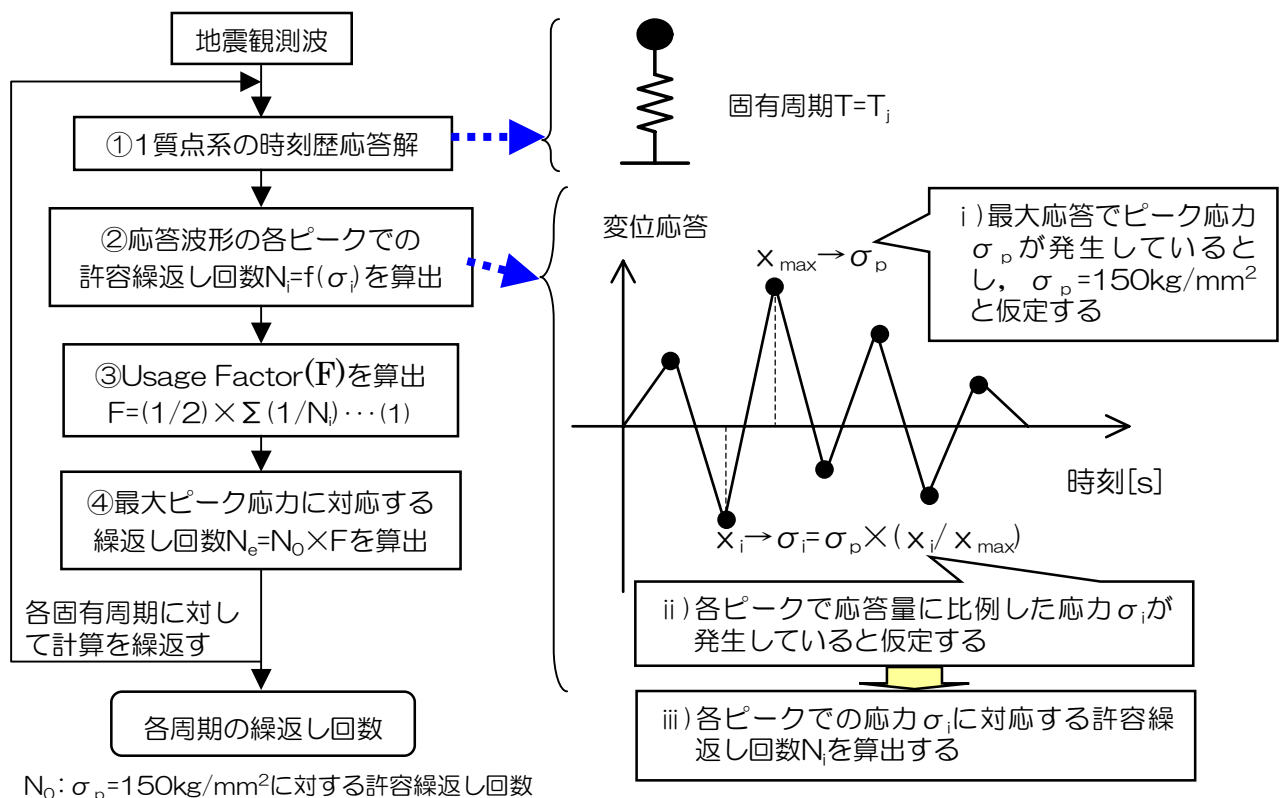 地震観測波
①1質点系の時刻歴応答解
②応答波形の各ピークでの
許容繰返し回数Ni=f(σi)を算出
③Usage Factor(F)を算出
F=(1/2)×Σ(1/Ni)···(1)
④最大ピーク応力に対応する
繰返し回数Ne=N0×Fを算出
各固有周期に対し
て計算を繰返す
各周期の繰返し回数
N0:σp=150kg/mm2に対する許容繰返し回数
固有周期T=Tj
変位応答
xmax→σp
i)最大応答でピーク応力
σpが発生していると
し,σp=150kg/mm2
と仮定する
時刻[s]
xi→σi=σp×(xi/xmax)
ii)各ピークで応答量に比例した応力σiが
発生していると仮定する
iii)各ピークでの応力σiに対応する許容繰
返し回数Niを算出する